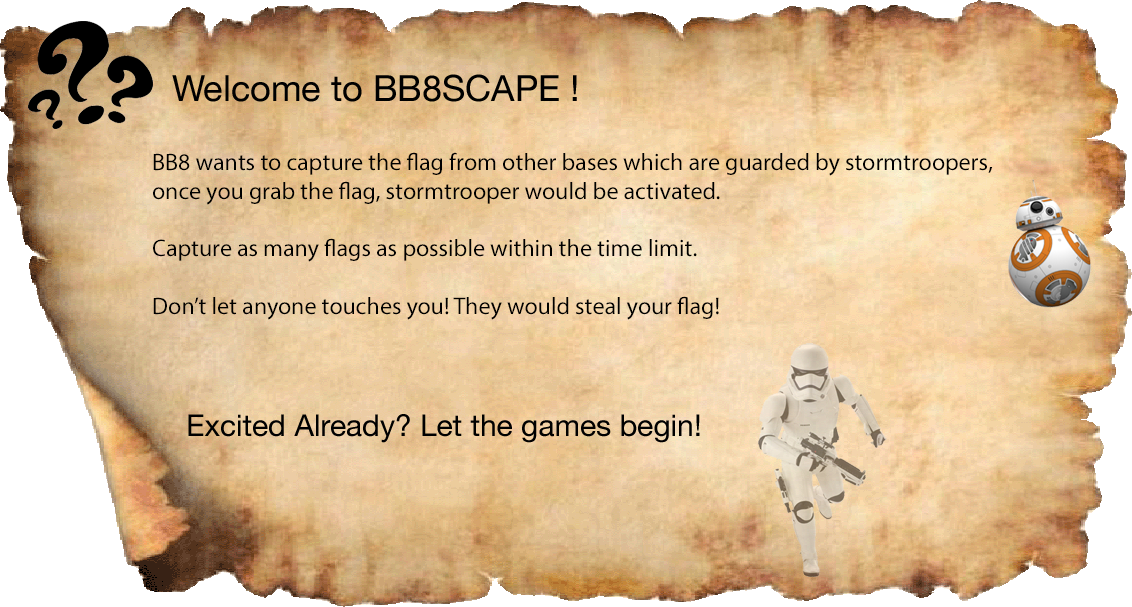 ???
Welcome to BB8SCAPE !
BB8 wants to capture the flag from other bases which are guarded by stormtroopers,
once you grab the flag, stormtrooper would be activated.
Capture as many flags as possible within the time limit.
Don’t let anyone touches you! They would steal your flag!
Excited Already? Let the games begin!